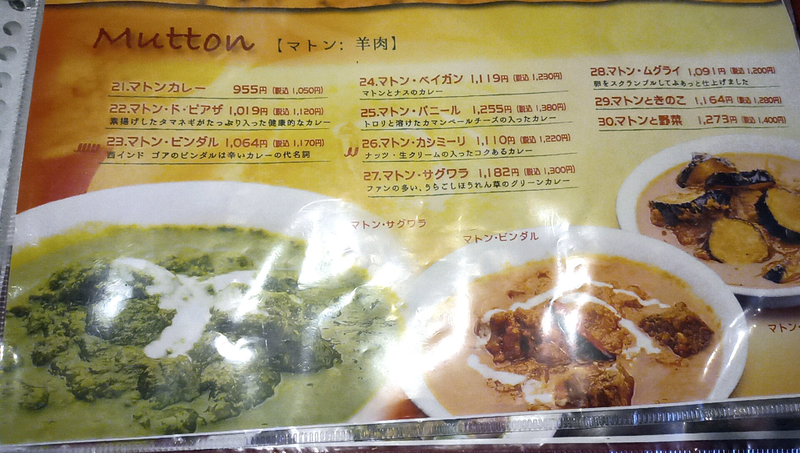 Mutton 【マトン: 羊肉】
21.マトンカレー 955円 (税込 1,050円)
22.マトン・ド・ピアザ 1,019円 (税込 1,120円)
素揚げしたタマネギがたっぷり入った健康的なカレー
23.マトン・ビンダル 1,064円 (税込 1,170円)
西インド ゴアのビンダルは辛いカレーの代名詞
24.マトン・ベイガン 1,119円 (税込 1,230円)
マトンとナスのカレー
25.マトン・パニール 1,255円 (税込 1,380円)
トロリと溶けたカマンベールチーズの入ったカレー
26.マトン・カシミーリ 1,110円 (税込 1,220円)
ナッツ・生クリームの入ったコクあるカレー
27.マトン・サグワラ 1,182円 (税込 1,300円)
ファンの多い、うらごしほうれん草のグリーンカレー
28.マトン・ムグライ 1,091円 (税込 1,200円)
卵をスクランブルしてふぁっと仕上げました
29.マトンときのこ 1,164円 (税込 1,280円)
30.マトンと野菜 1,273円 (税込 1,400円)
マトン・サグワラ
マトン・ビンダル
マトン・